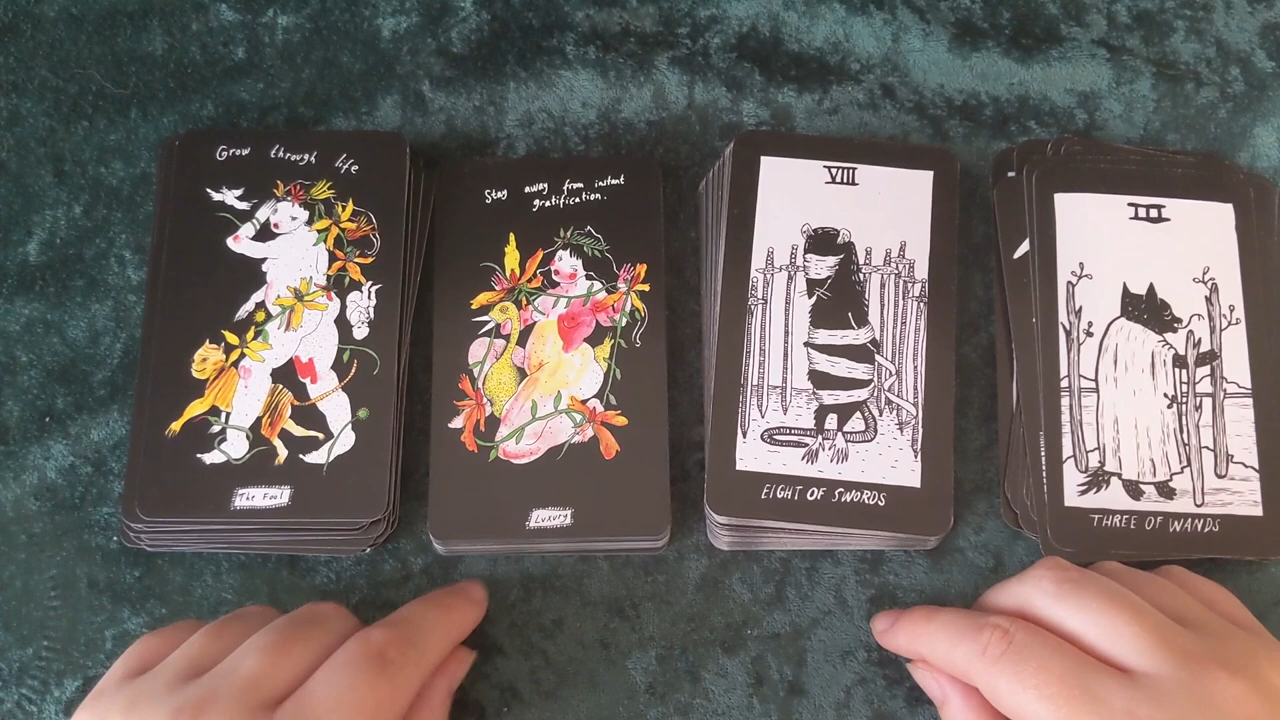 Grow through life
The Fool
Stay away from instant
gratification.
Luxury
VIII
EIGHT OF SWORDS
III
THREE OF WANDS